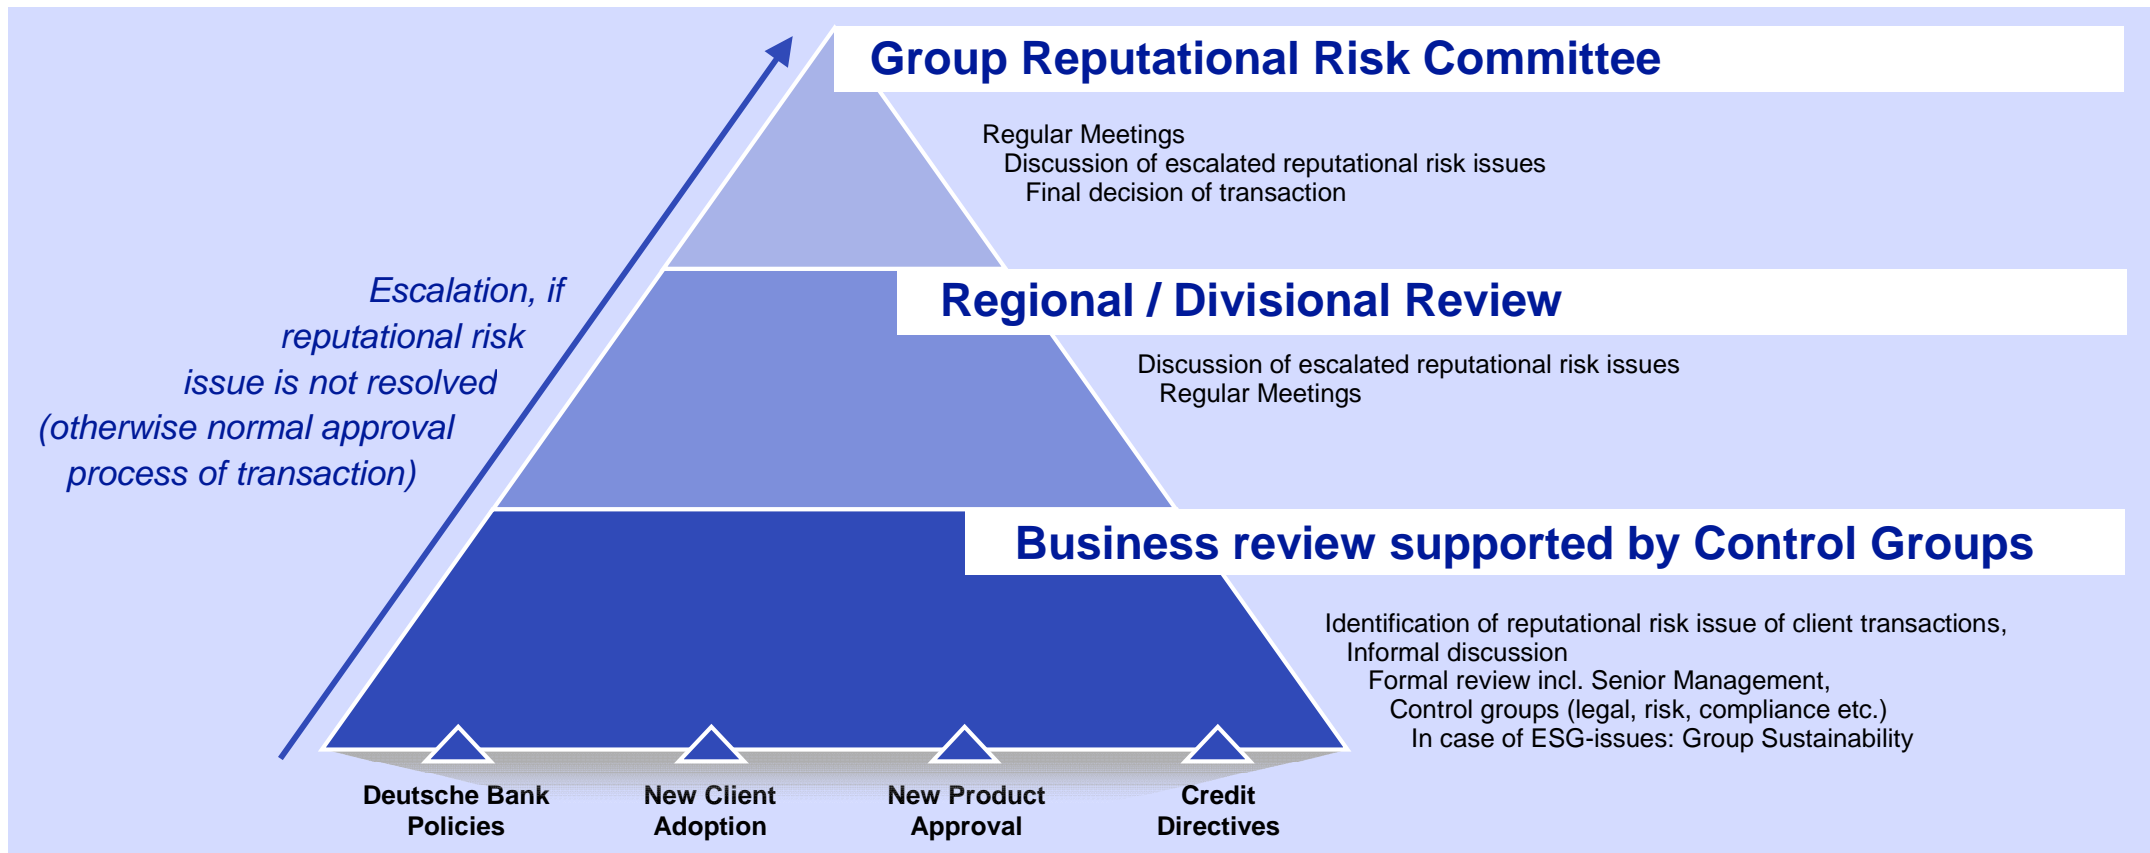 Group Reputational Risk Committee
Regular Meetings
Discussion of escalated reputational risk issues
Final decision of transaction
Escalation, if
reputational risk
issue is not resolved
(otherwise normal approval
process of transaction)
Regional / Divisional Review
Discussion of escalated reputational risk issues
Regular Meetings
Business review supported by Control Groups
Identification of reputational risk issue of client transactions,
Informal discussion
Formal review incl. Senior Management,
Control groups (legal, risk, compliance etc.)
In case of ESG-issues: Group Sustainability
Deutsche Bank
Policies
New Client
Adoption
New Product
Approval
Credit
Directives